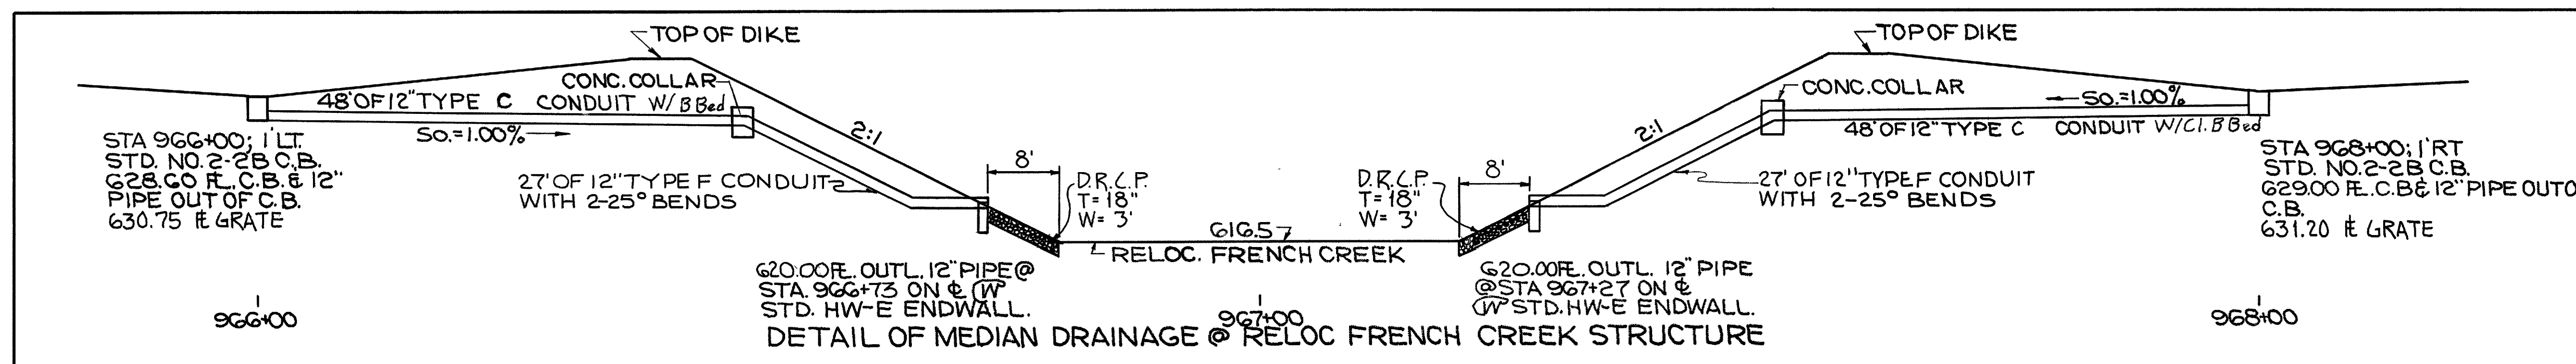 TOP OF DIKE
CONC. COLLAR
48' OF 12" TYPE C CONDUIT W/ B Bed
SO.=1.00%
STA 966+00; 1' LT.
STD. NO. 2-2B C.B.
628.60 FL. C.B. & 12"
PIPE OUT OF C.B.
630.75 ℄ GRATE
2:1
27' OF 12" TYPE F CONDUIT
WITH 2-25° BENDS
8'
D.R.C.P.
T= 18"
W= 3'
620.00 FL. OUTL. 12" PIPE @
STA. 966+73 ON ℄ W
STD. HW-E ENDWALL.
616.5
RELOC. FRENCH CREEK
TOP OF DIKE
CONC. COLLAR
SO.=1.00%
48' OF 12" TYPE C CONDUIT W/Cl. B Bed
2:1
8'
D.R.C.P.
T= 18"
W= 3'
27' OF 12" TYPE F CONDUIT
WITH 2-25° BENDS
620.00 FL. OUTL. 12" PIPE
@ STA 967+27 ON ℄
W STD. HW-E ENDWALL.
STA 968+00; 1' RT
STD. NO. 2-2B C.B.
629.00 FL. C.B & 12" PIPE OUT O
C.B.
631.20 ℄ GRATE
966+00
967+00
968+00
DETAIL OF MEDIAN DRAINAGE @ RELOC FRENCH CREEK STRUCTURE